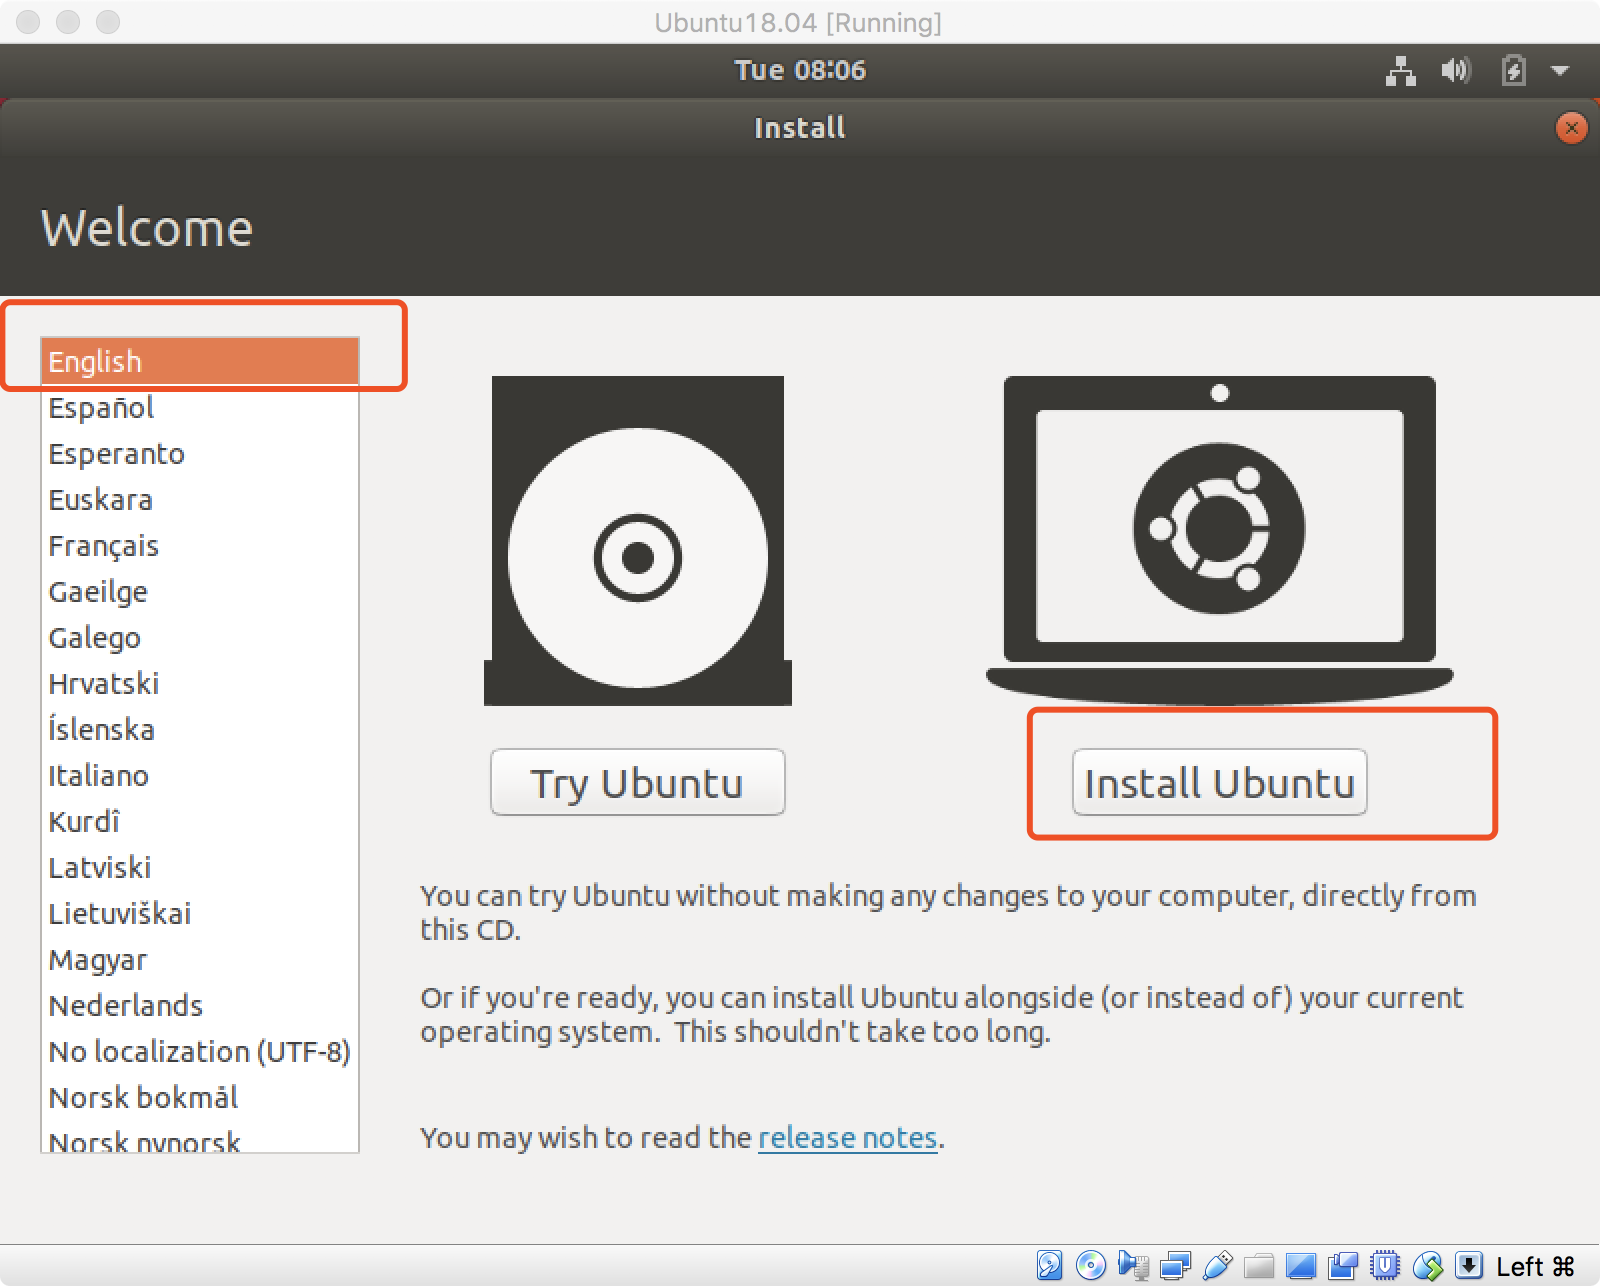 Ubuntu18.04 [Running]
Tue 08:06
Install
Welcome
English
Español
Esperanto
Euskara
Français
Gaeilge
Galego
Hrvatski
Íslenska
Italiano
Kurdî
Latviski
Lietuviškai
Magyar
Nederlands
No localization (UTF-8)
Norsk bokmål
Norsk nynorsk
Try Ubuntu
Install Ubuntu
You can try Ubuntu without making any changes to your computer, directly from
this CD.
Or if you're ready, you can install Ubuntu alongside (or instead of) your current
operating system.  This shouldn't take too long.
You may wish to read the release notes.
Left ⌘